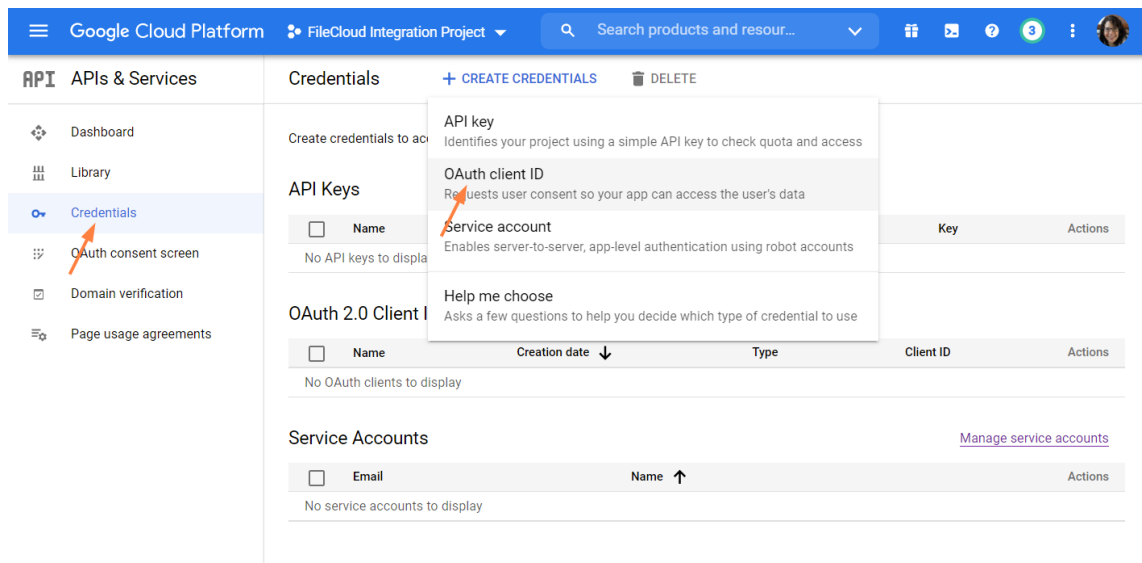 Google Cloud Platform FileCloud Integration Project Search products and resour... 3
API APIs & Services
Credentials CREATE CREDENTIALS DELETE
Dashboard
Library
Credentials
OAuth consent screen
Domain verification
Page usage agreements
Create credentials to acc
API key
Identifies your project using a simple API key to check quota and access
OAuth client ID
Requests user consent so your app can access the user's data
Service account
Enables server-to-server, app-level authentication using robot accounts
Help me choose
Asks a few questions to help you decide which type of credential to use
API Keys
Name Key Actions
No API keys to displa
OAuth 2.0 Client I
Name Creation date Type Client ID Actions
No OAuth clients to display
Service Accounts Manage service accounts
Email Name Actions
No service accounts to display